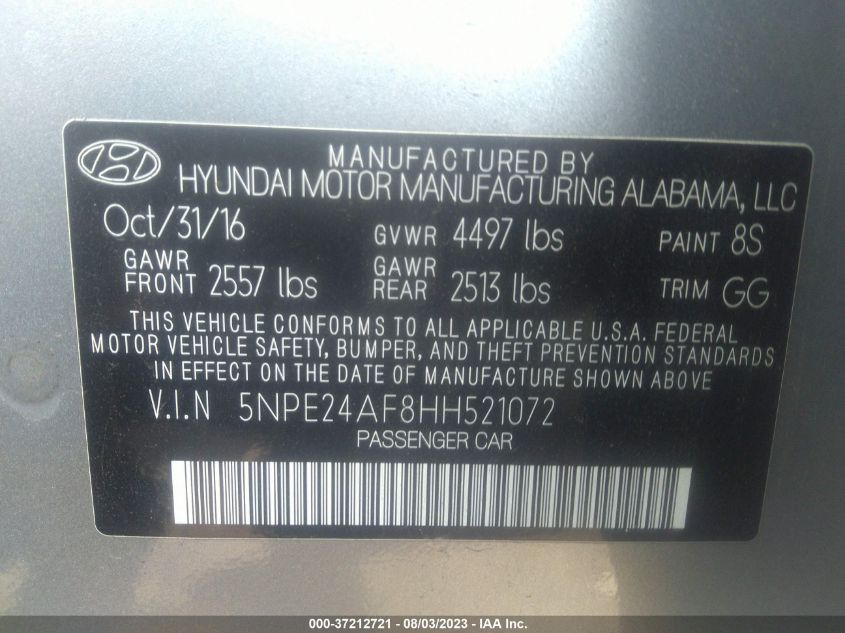 MANUFACTURED BY
HYUNDAI MOTOR MANUFACTURING ALABAMA, LLC
Oct/31/16 GVWR 4497 lbs PAINT 8S
GAWR FRONT 2557 lbs GAWR REAR 2513 lbs TRIM GG
THIS VEHICLE CONFORMS TO ALL APPLICABLE U.S.A. FEDERAL
MOTOR VEHICLE SAFETY, BUMPER, AND THEFT PREVENTION STANDARDS
IN EFFECT ON THE DATE OF MANUFACTURE SHOWN ABOVE
V.I.N 5NPE24AF8HH521072
PASSENGER CAR
000-37212721 - 08/03/2023 - IAA Inc.